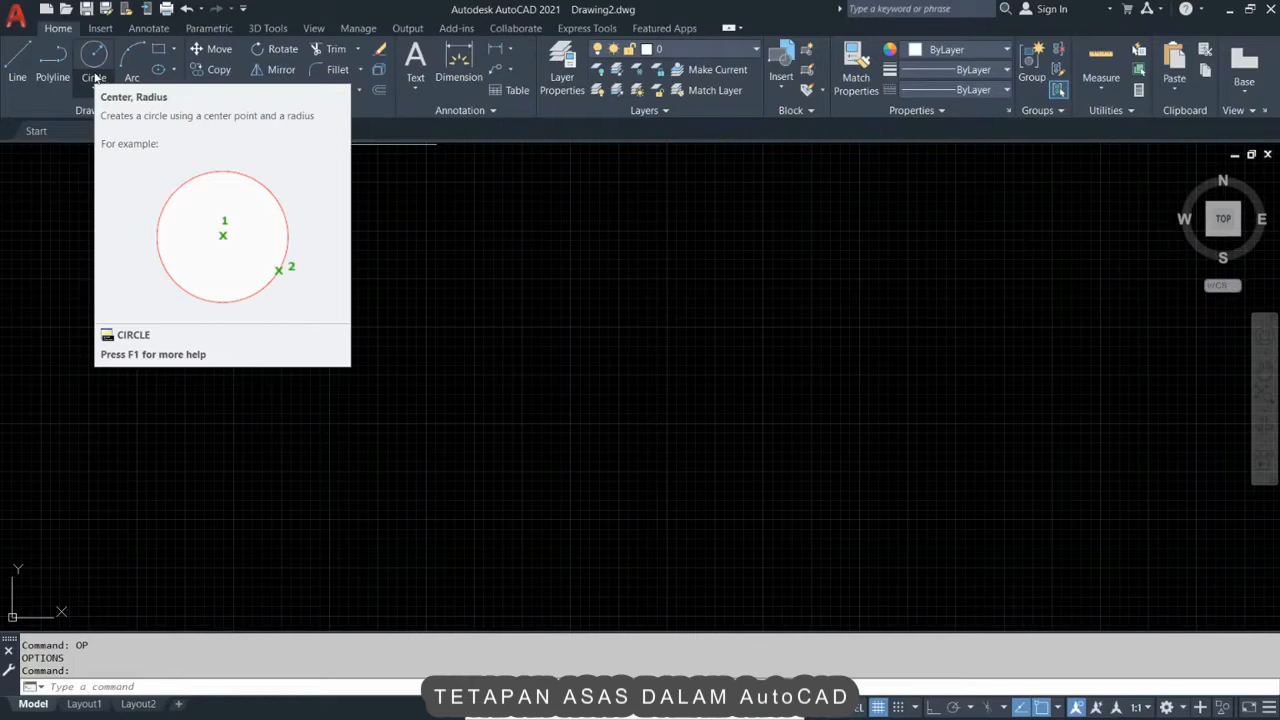 Autodesk AutoCAD 2021 Drawing2.dwg
Type a keyword or phrase
Sign In
Home Insert Annotate Parametric 3D Tools View Manage Output Add-ins Collaborate Express Tools Featured Apps
Line Polyline Circle Arc
Move Rotate Trim
Copy Mirror Fillet
Text Dimension Table
Layer Properties
0
Make Current
Match Layer
Insert
Match Properties
ByLayer
ByLayer
ByLayer
Group
Measure
Paste
Base
Annotation Layers Block Properties Groups Utilities Clipboard View
Start
Center, Radius
Creates a circle using a center point and a radius
For example:
1
2
CIRCLE
Press F1 for more help
N
W TOP E
S
WCS
Y
X
Command: OP
OPTIONS
Command:
Type a command
TETAPAN ASAS DALAM AutoCAD
Model Layout1 Layout2 +
1:1